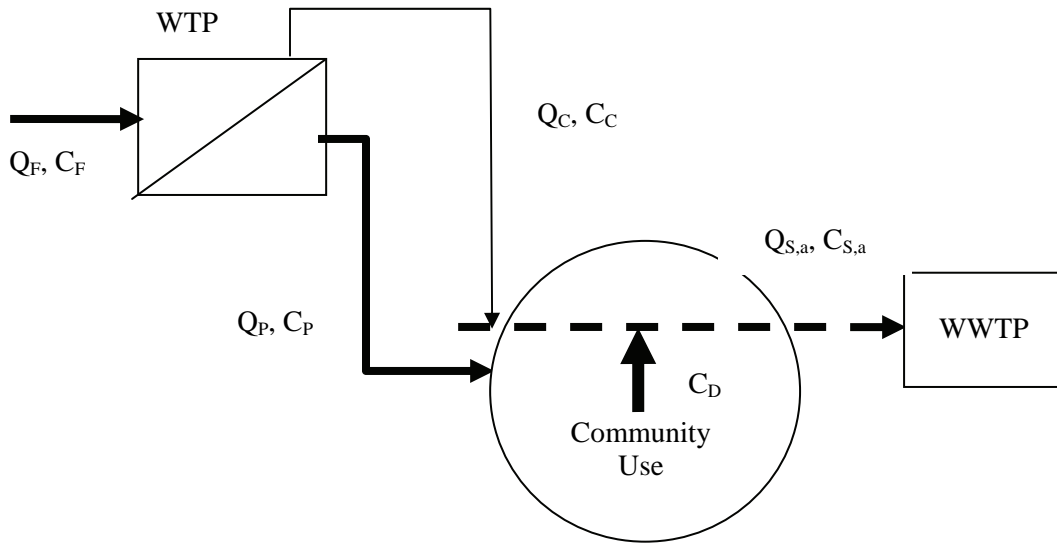 WTP
Q_C, C_C
Q_F, C_F
Q_{S,a}, C_{S,a}
Q_P, C_P
WWTP
C_D
Community
Use